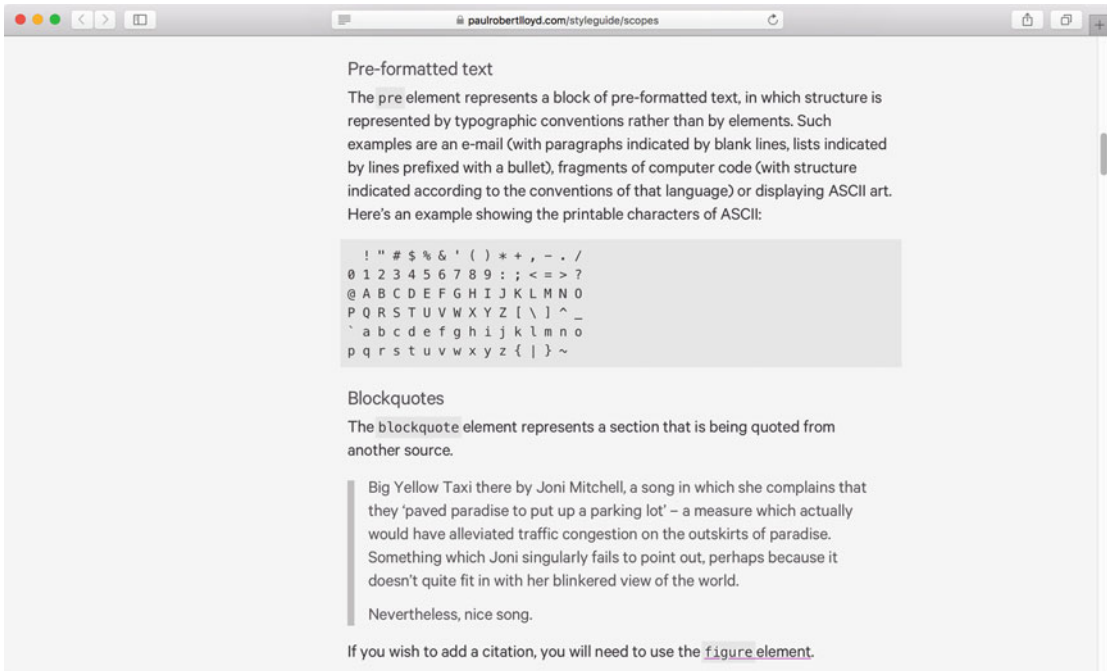 paulrobertlloyd.com/styleguide/scopes
Pre-formatted text
The pre element represents a block of pre-formatted text, in which structure is
represented by typographic conventions rather than by elements. Such
examples are an e-mail (with paragraphs indicated by blank lines, lists indicated
by lines prefixed with a bullet), fragments of computer code (with structure
indicated according to the conventions of that language) or displaying ASCII art.
Here’s an example showing the printable characters of ASCII:
! " # $ % & ' ( ) * + , - . /
0 1 2 3 4 5 6 7 8 9 : ; < = > ?
@ A B C D E F G H I J K L M N O
P Q R S T U V W X Y Z [ \ ] ^ _
` a b c d e f g h i j k l m n o
p q r s t u v w x y z { | } ~
Blockquotes
The blockquote element represents a section that is being quoted from
another source.
Big Yellow Taxi there by Joni Mitchell, a song in which she complains that
they ‘paved paradise to put up a parking lot’ – a measure which actually
would have alleviated traffic congestion on the outskirts of paradise.
Something which Joni singularly fails to point out, perhaps because it
doesn’t quite fit in with her blinkered view of the world.
Nevertheless, nice song.
If you wish to add a citation, you will need to use the figure element.